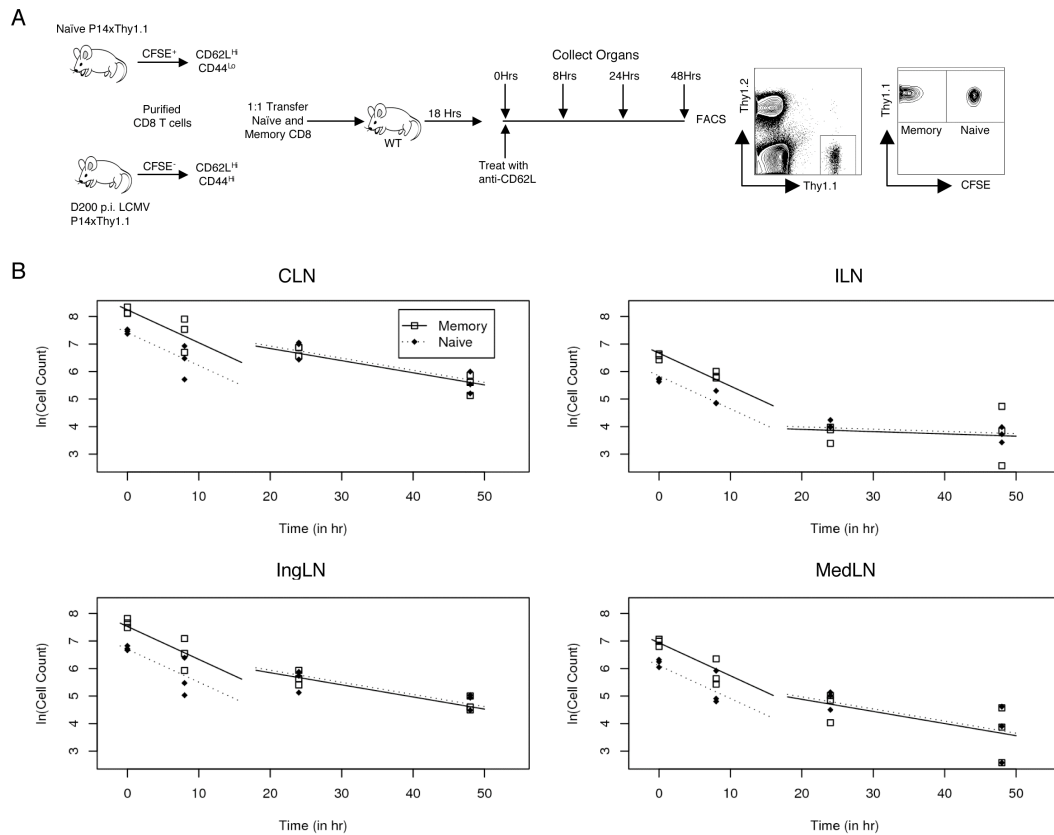 A
Naïve P14xThy1.1
CFSE+
CD62LHi
CD44Lo
Purified
CD8 T cells
CFSE-
CD62LHi
CD44Hi
D200 p.i. LCMV
P14xThy1.1
1:1 Transfer
Naïve and
Memory CD8
WT
18 Hrs
Collect Organs
0Hrs
8Hrs
24Hrs
48Hrs
Treat with
anti-CD62L
FACS
Thy1.2
Thy1.1
Thy1.1
Memory
Naive
CFSE
B
CLN
ln(Cell Count)
8
7
6
5
4
3
Memory
Naive
0 10 20 30 40 50
Time (in hr)
ILN
ln(Cell Count)
8
7
6
5
4
3
0 10 20 30 40 50
Time (in hr)
IngLN
ln(Cell Count)
8
7
6
5
4
3
0 10 20 30 40 50
Time (in hr)
MedLN
ln(Cell Count)
8
7
6
5
4
3
0 10 20 30 40 50
Time (in hr)